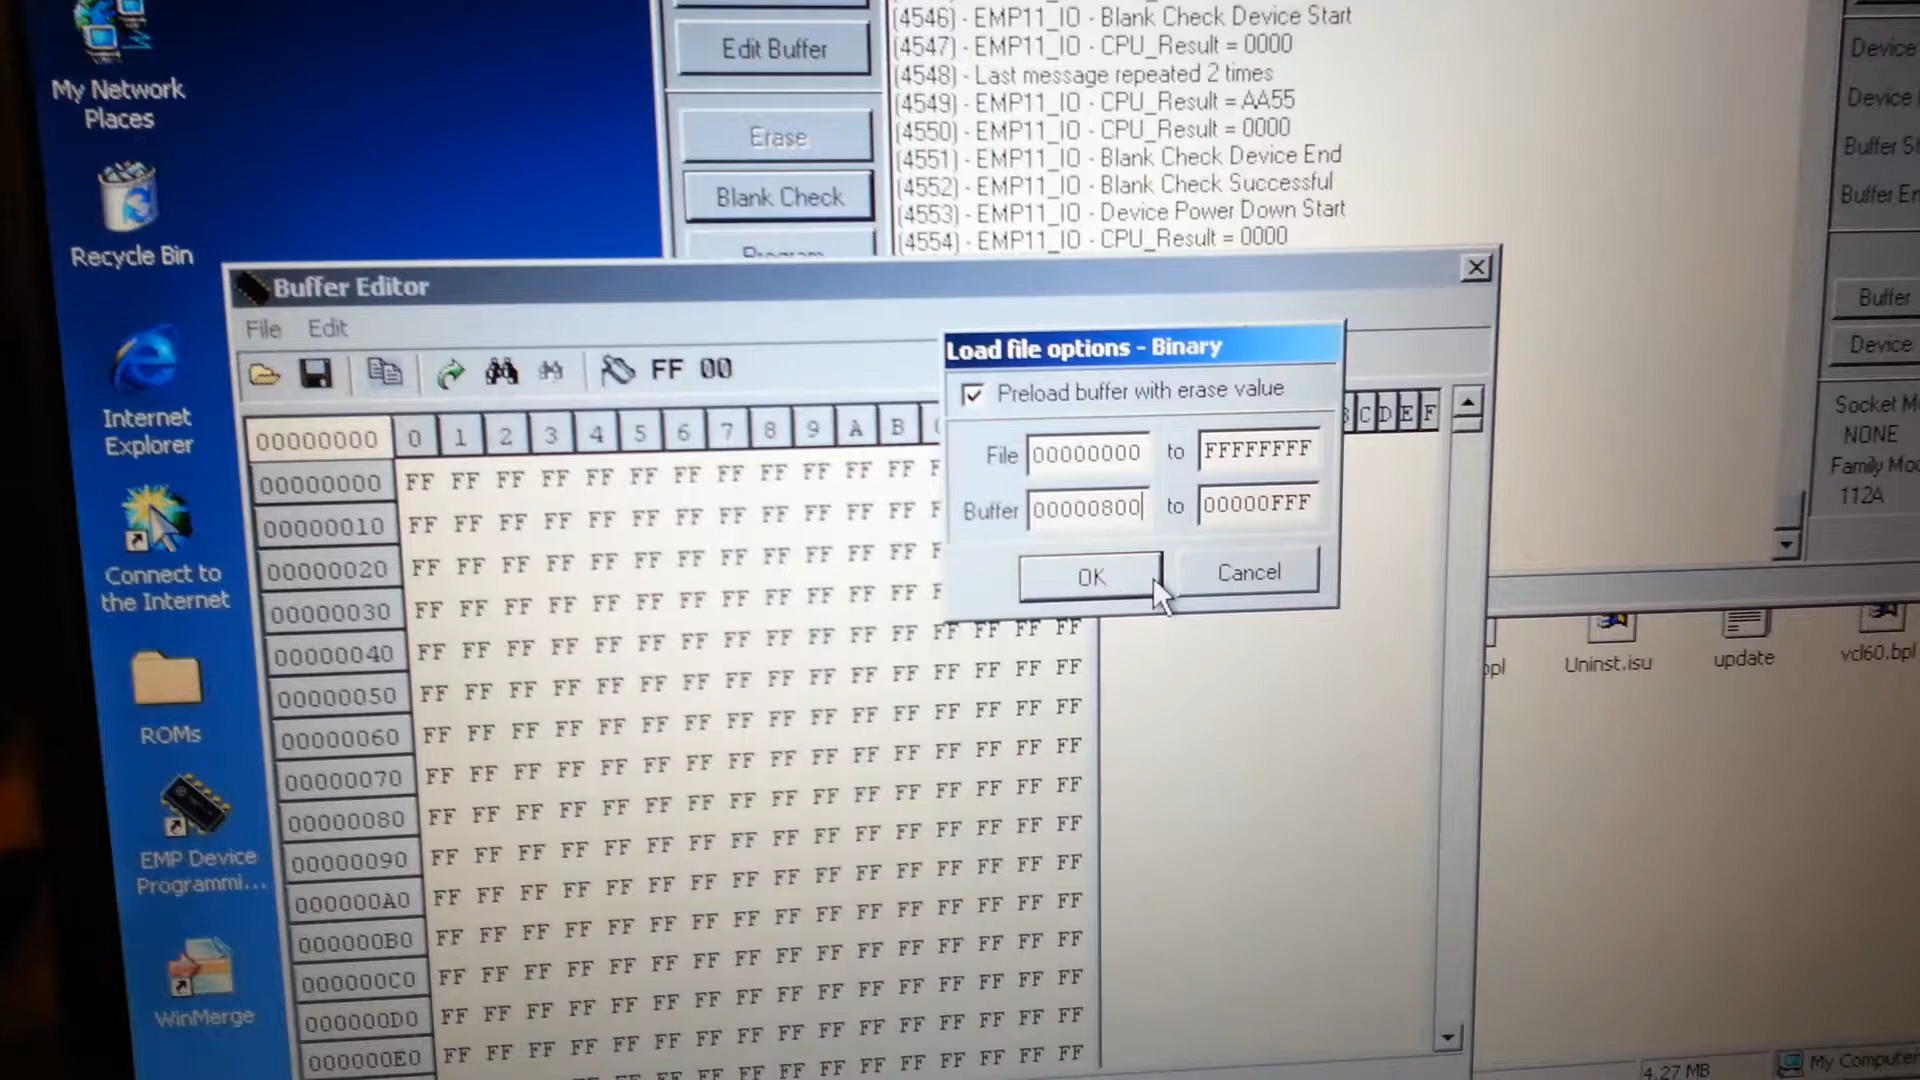 My Network
Places
Recycle Bin
Internet
Explorer
Connect to
the Internet
ROMs
EMP Device
Programmi...
WinMerge
Edit Buffer
Erase
Blank Check
Program
(4546) - EMP11_IO - Blank Check Device Start
(4547) - EMP11_IO - CPU_Result = 0000
(4548) - Last message repeated 2 times
(4549) - EMP11_IO - CPU_Result = AA55
(4550) - EMP11_IO - CPU_Result = 0000
(4551) - EMP11_IO - Blank Check Device End
(4552) - EMP11_IO - Blank Check Successful
(4553) - EMP11_IO - Device Power Down Start
(4554) - EMP11_IO - CPU_Result = 0000
Device
Device
Buffer
Buffer
Buffer
Device
Socket
NONE
Family
112A
Buffer Editor
File Edit
FF 00
Load file options - Binary
Preload buffer with erase value
File 00000000 to FFFFFFFF
Buffer 00000800 to 00000FFF
OK Cancel
00000000 0 1 2 3 4 5 6 7 8 9 A B C D E F
00000000 FF FF FF FF FF FF FF FF FF FF FF FF
00000010 FF FF FF FF FF FF FF FF FF FF FF FF
00000020 FF FF FF FF FF FF FF FF FF FF FF FF
00000030 FF FF FF FF FF FF FF FF FF FF FF FF
00000040 FF FF FF FF FF FF FF FF FF FF FF FF FF FF FF FF
00000050 FF FF FF FF FF FF FF FF FF FF FF FF FF FF FF FF
00000060 FF FF FF FF FF FF FF FF FF FF FF FF FF FF FF FF
00000070 FF FF FF FF FF FF FF FF FF FF FF FF FF FF FF FF
00000080 FF FF FF FF FF FF FF FF FF FF FF FF FF FF FF FF
00000090 FF FF FF FF FF FF FF FF FF FF FF FF FF FF FF FF
000000A0 FF FF FF FF FF FF FF FF FF FF FF FF FF FF FF FF
000000B0 FF FF FF FF FF FF FF FF FF FF FF FF FF FF FF FF
000000C0 FF FF FF FF FF FF FF FF FF FF FF FF FF FF FF FF
000000D0 FF FF FF FF FF FF FF FF FF FF FF FF FF FF FF FF
000000E0 FF FF FF FF FF FF FF FF FF FF FF FF FF FF FF FF
Uninst.isu
update
vcl60.bpl
4.27 MB
My Computer